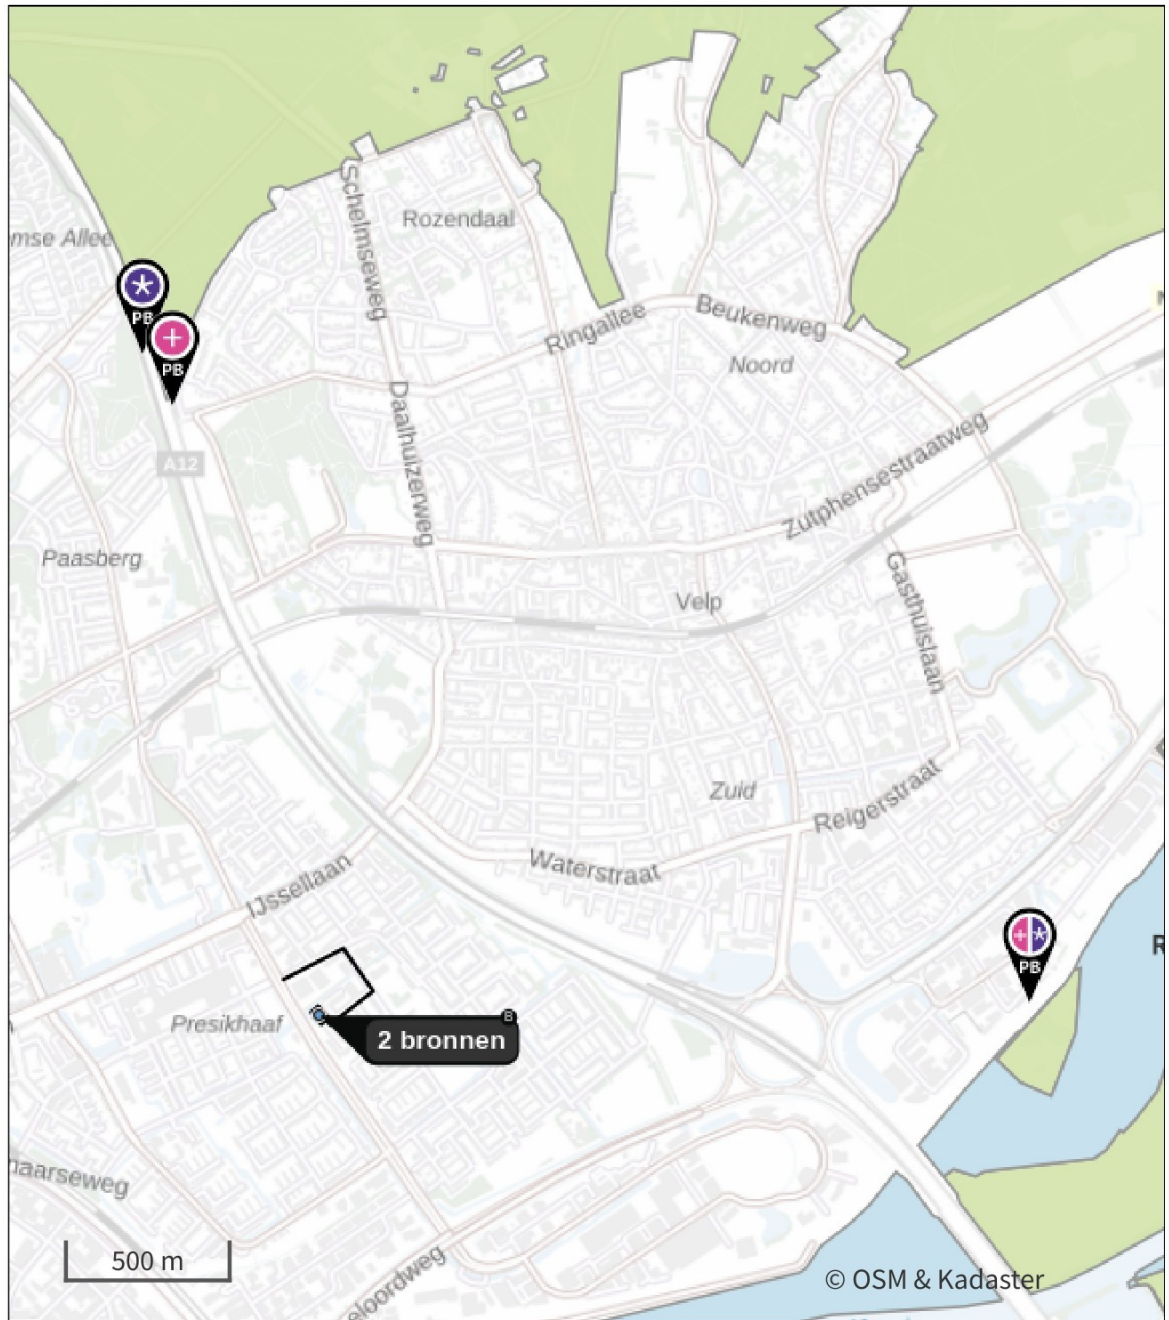 Rozendaal
Schelmseweg
mse Allee
PB
PB
Ringallee
Beukenweg
Noord
Daalhuizerweg
A12
Zutphensestraatweg
Paasberg
Gasthuislaan
Velp
Zuid
Reigerstraat
Waterstraat
IJssellaan
PB
R
Presikhaaf
B
2 bronnen
naarseweg
500 m
eloordweg
© OSM & Kadaster